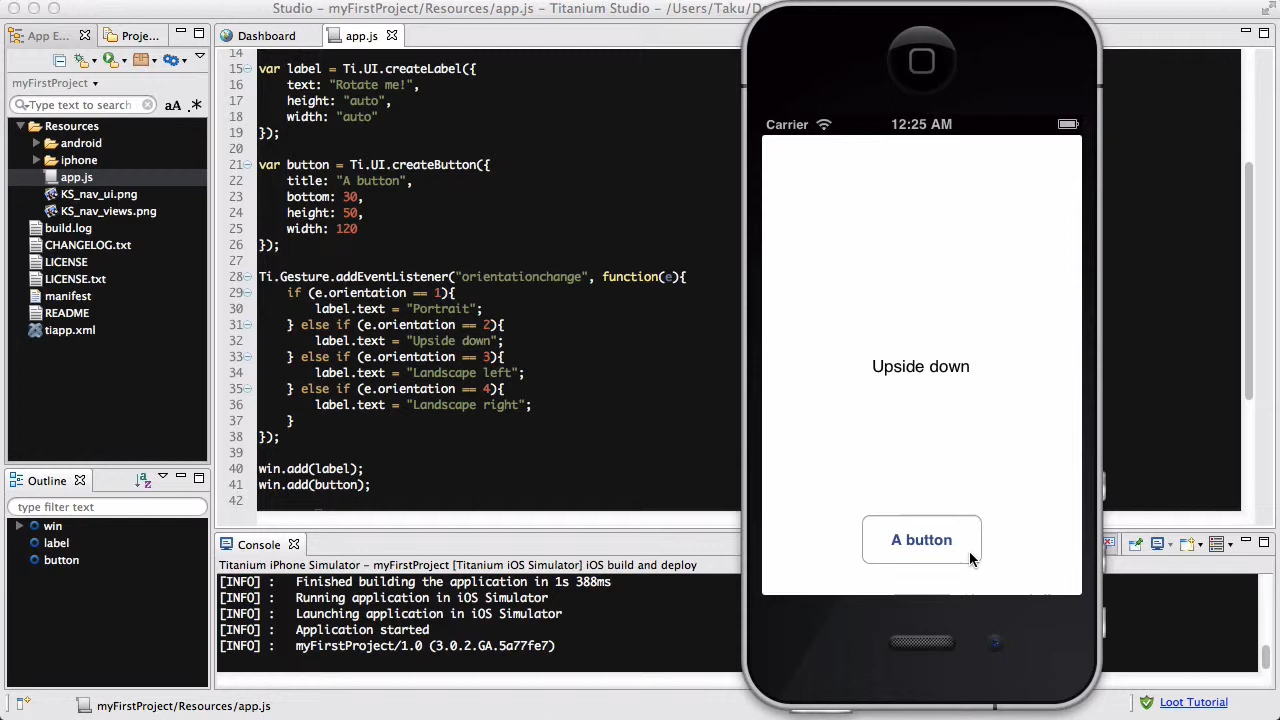 Studio - myFirstProject/Resources/app.js - Titanium Studio - /Users/Taku/Do
App E...
Proje...
myFirstProject
Type text to search
aA .*
Resources
android
iphone
app.js
KS_nav_ui.png
KS_nav_views.png
build.log
CHANGELOG.txt
LICENSE
LICENSE.txt
manifest
README
tiapp.xml
Outline
type filter text
win
label
button
Dashboard
app.js
14
15 var label = Ti.UI.createLabel({
16 text: "Rotate me!",
17 height: "auto",
18 width: "auto"
19 });
20
21 var button = Ti.UI.createButton({
22 title: "A button",
23 bottom: 30,
24 height: 50,
25 width: 120
26 });
27
28 Ti.Gesture.addEventListener("orientationchange", function(e){
29 if (e.orientation == 1){
30 label.text = "Portrait";
31 } else if (e.orientation == 2){
32 label.text = "Upside down";
33 } else if (e.orientation == 3){
34 label.text = "Landscape left";
35 } else if (e.orientation == 4){
36 label.text = "Landscape right";
37 }
38 });
39
40 win.add(label);
41 win.add(button);
42
Console
Titanium iPhone Simulator - myFirstProject [Titanium iOS Simulator] iOS build and deploy
[INFO] : Finished building the application in 1s 388ms
[INFO] : Running application in iOS Simulator
[INFO] : Launching application in iOS Simulator
[INFO] : Application started
[INFO] : myFirstProject/1.0 (3.0.2.GA.5a77fe7)
Carrier 12:25 AM
Upside down
A button
myFirstProject/Resources/app.js
Loot Tutorial